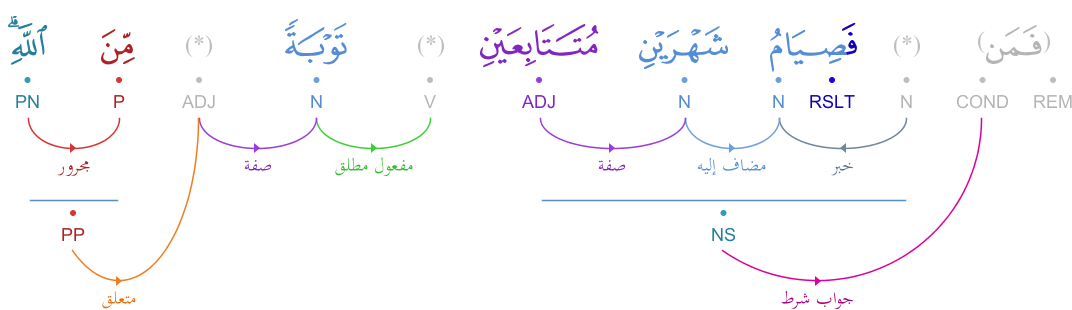 (فَمَن) (*) فَصِيَامُ شَهْرَيْنِ مُتَتَابِعَيْنِ (*) تَوْبَةً (*) مِّنَ ٱللَّهِۗ
REM COND N RSLT N N ADJ V N ADJ P PN
خبر مضاف إليه صفة مفعول مطلق صفة مجرور
NS PP
جواب شرط متعلق